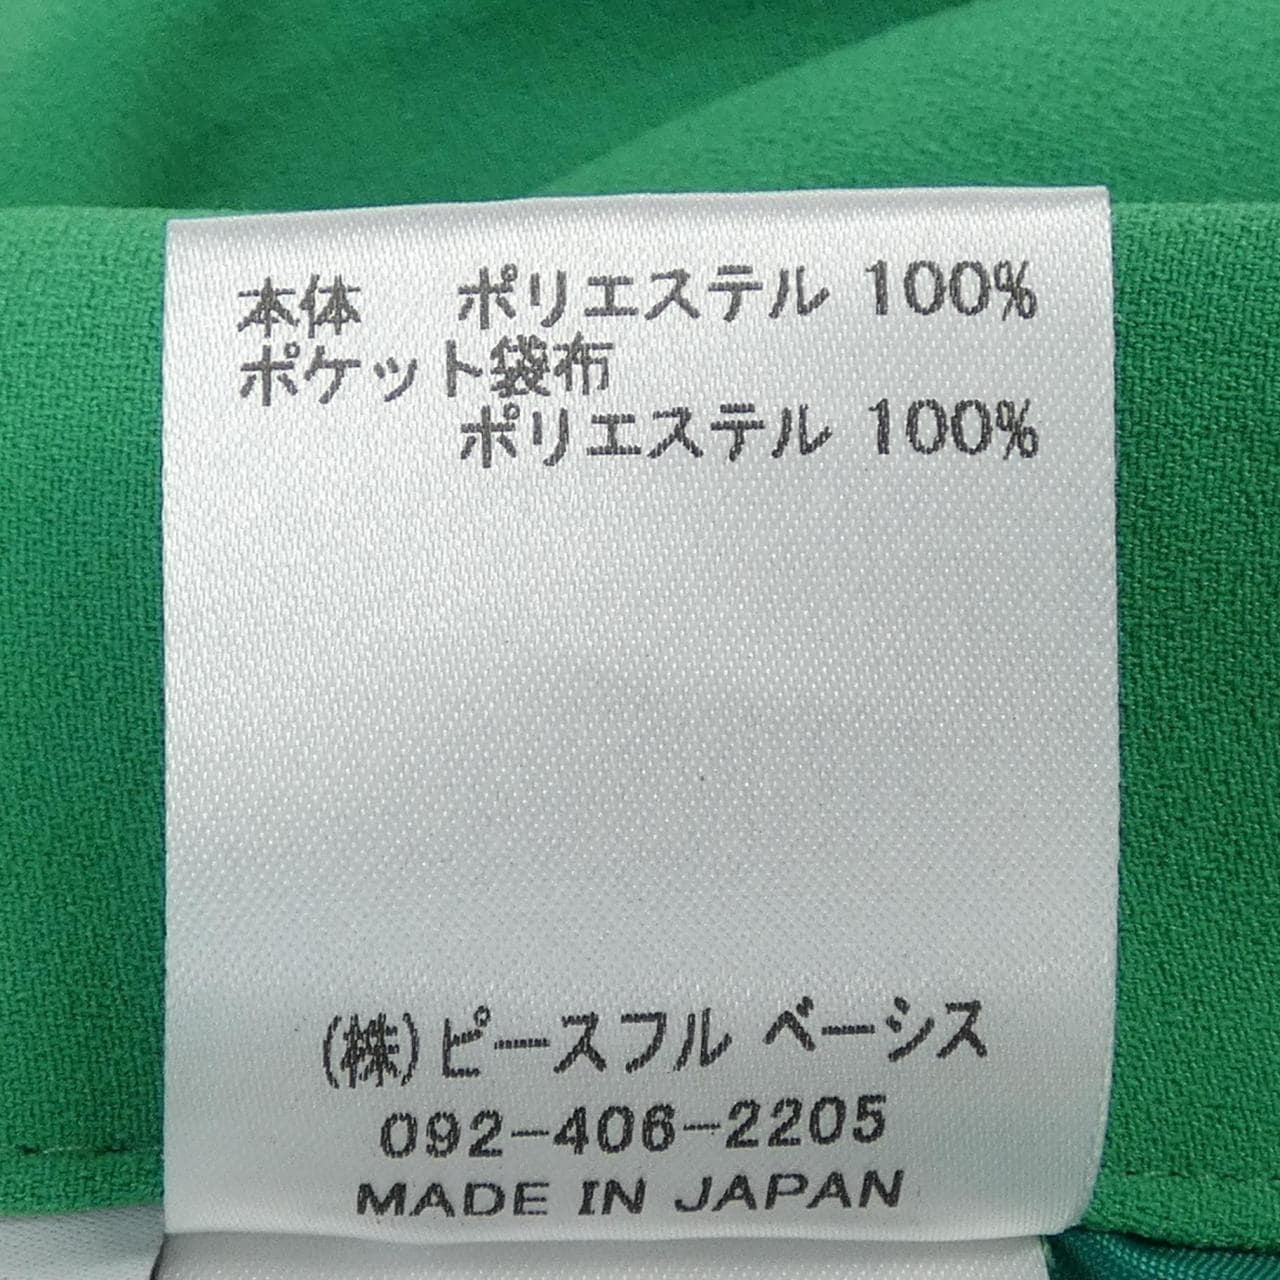 本体 ポリエステル 100%
ポケット袋布
ポリエステル 100%
(株)ピースフル ベーシス
092-406-2205
MADE IN JAPAN